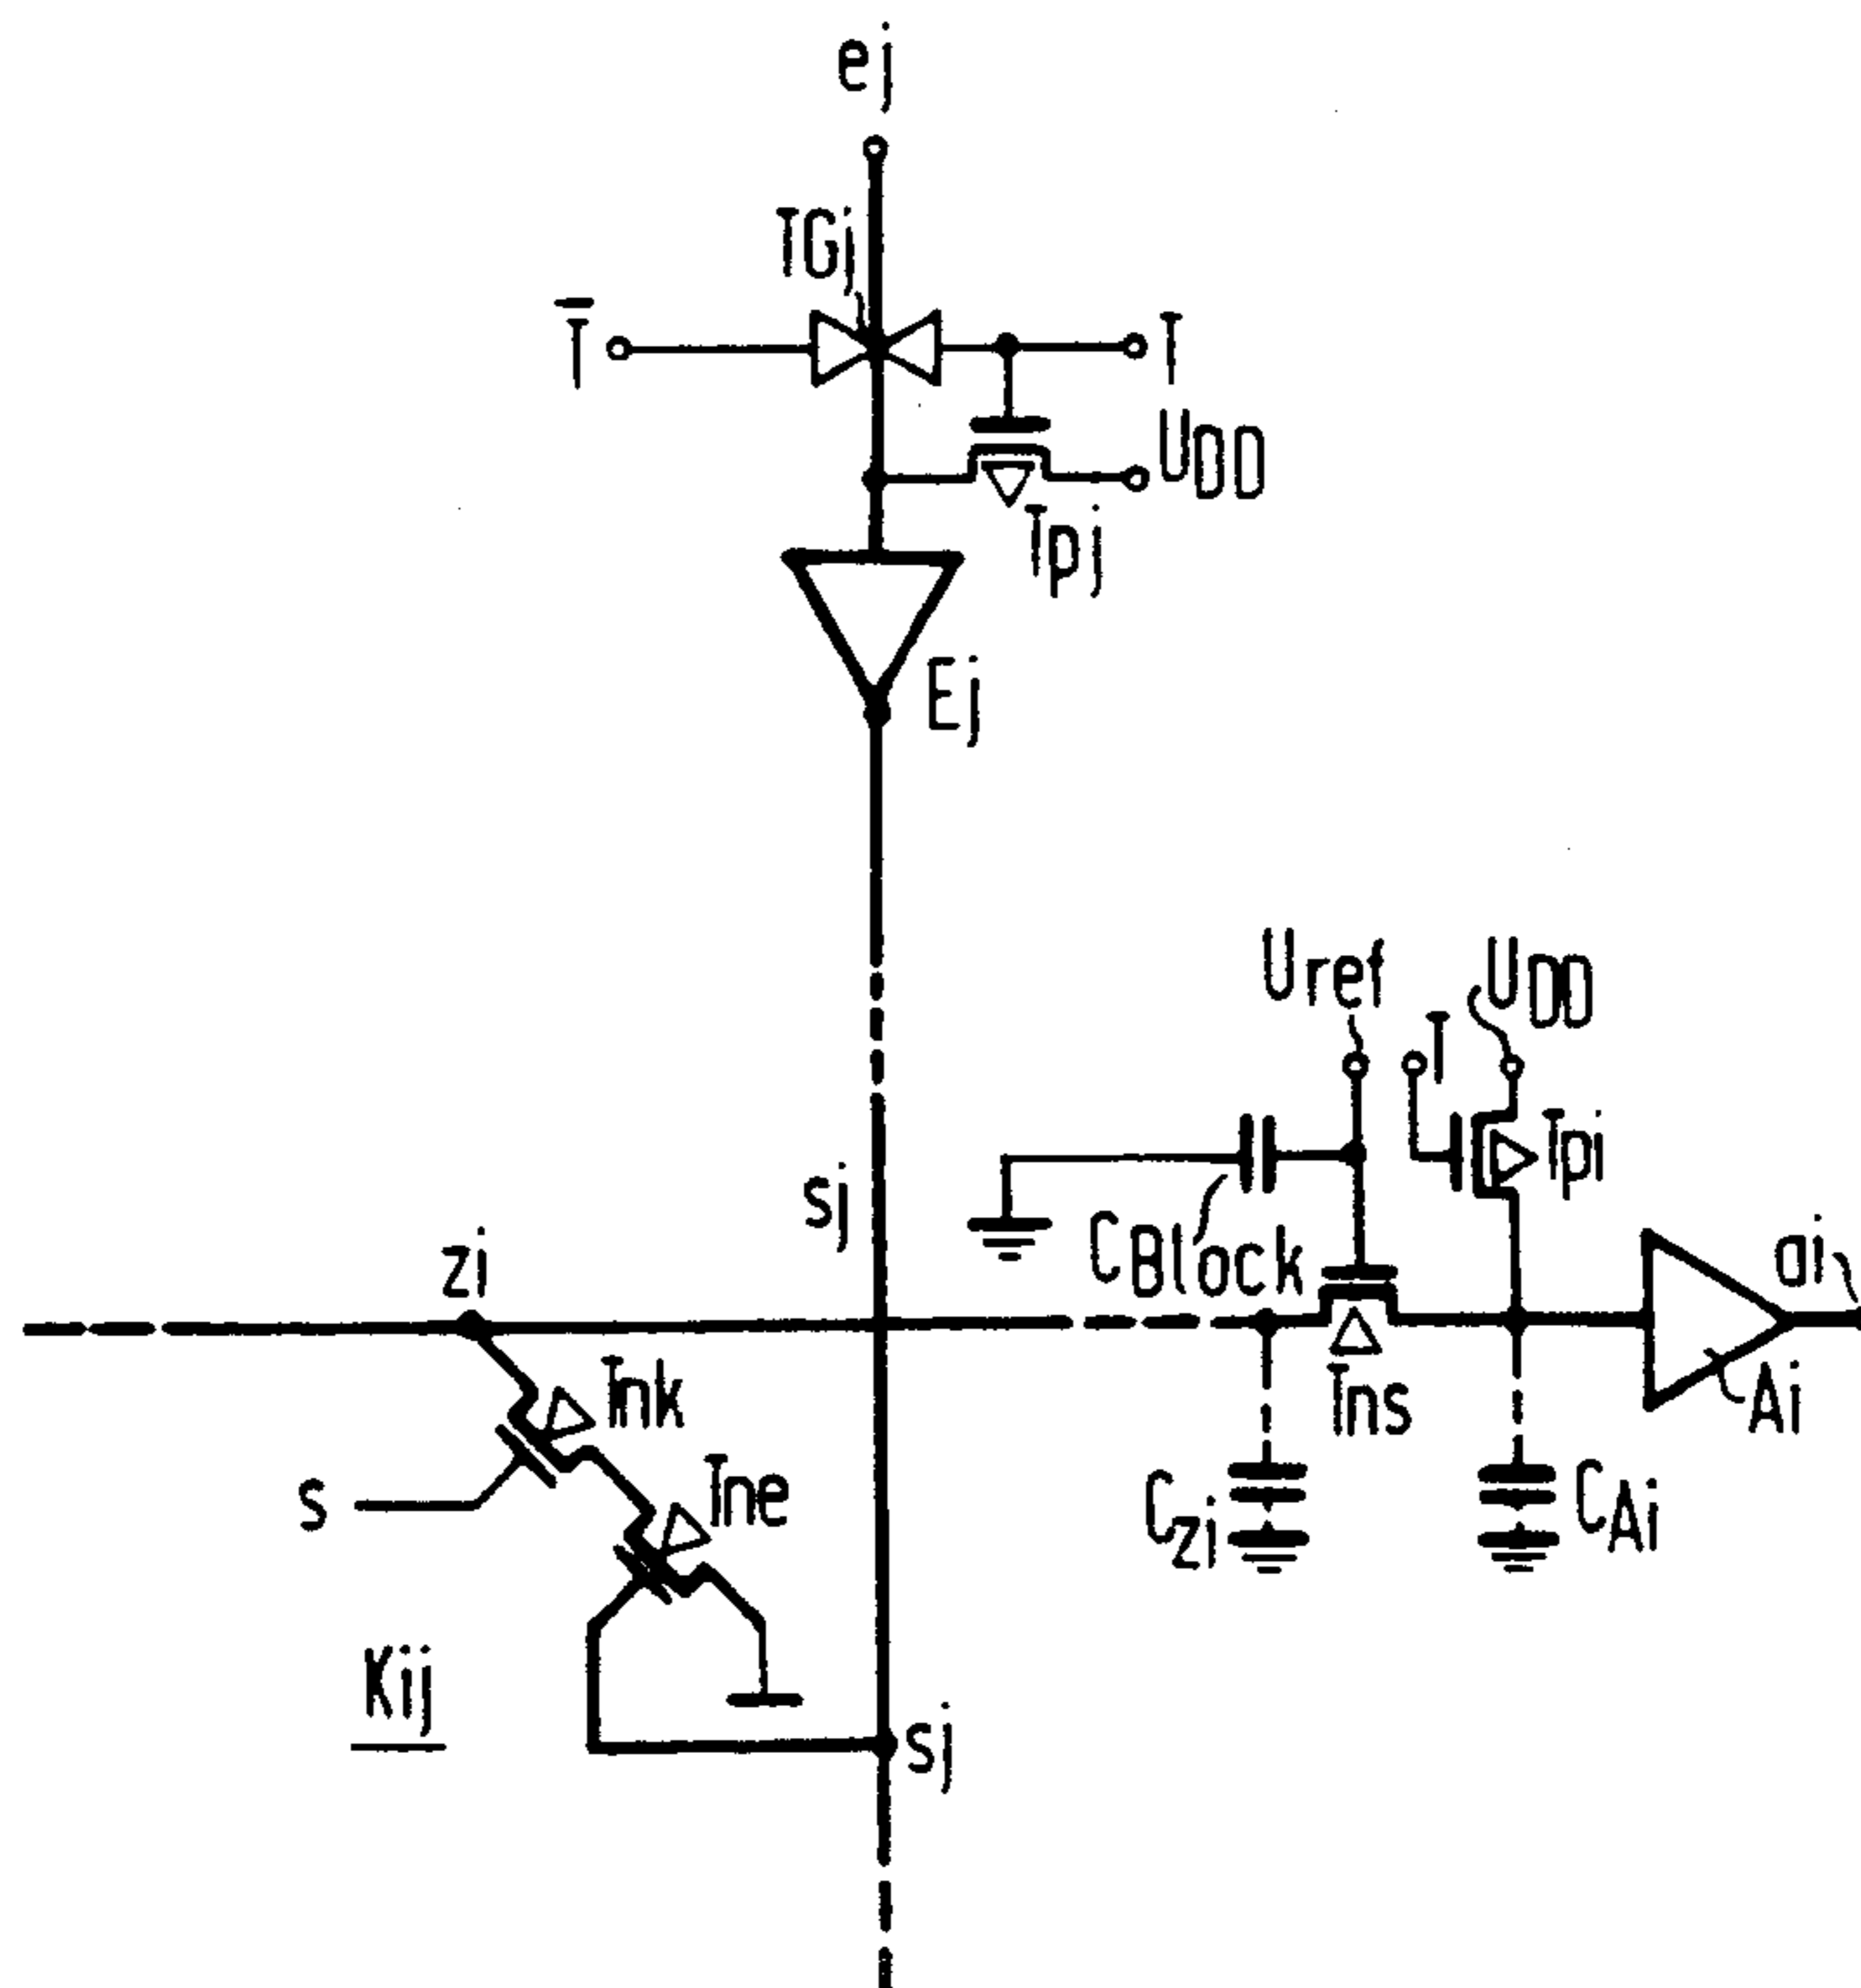 ej
TGj
T̅
T
UDD
Tpj
Ej
Uref
T
UDD
Tpi
sj
CBlock
zi
ai
Tnk
Tns
Ai
s
Tne
Czi
CAi
Kij
sj